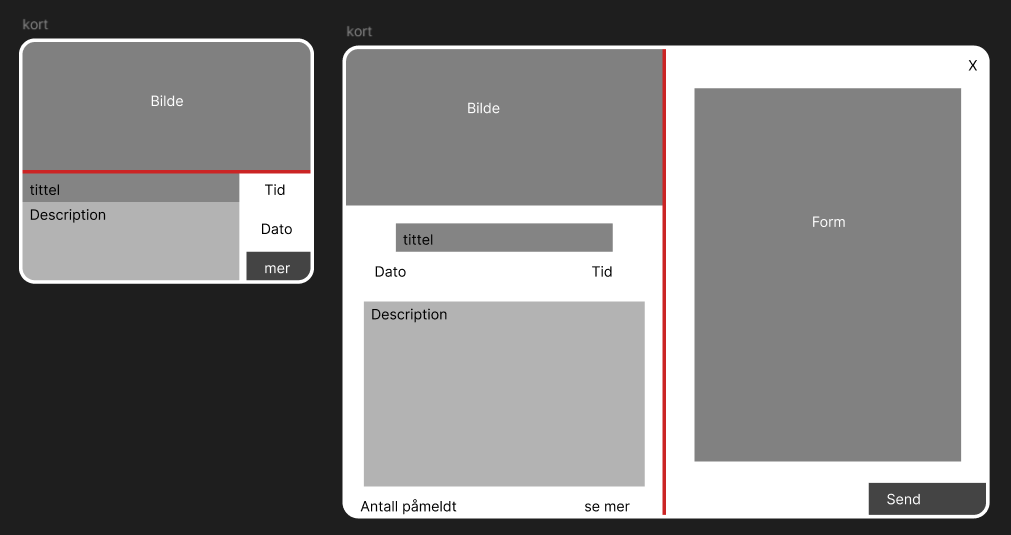 kort
Bilde
tittel
Tid
Description
Dato
mer
kort
Bilde
tittel
Dato
Tid
Description
Antall påmeldt
se mer
X
Form
Send